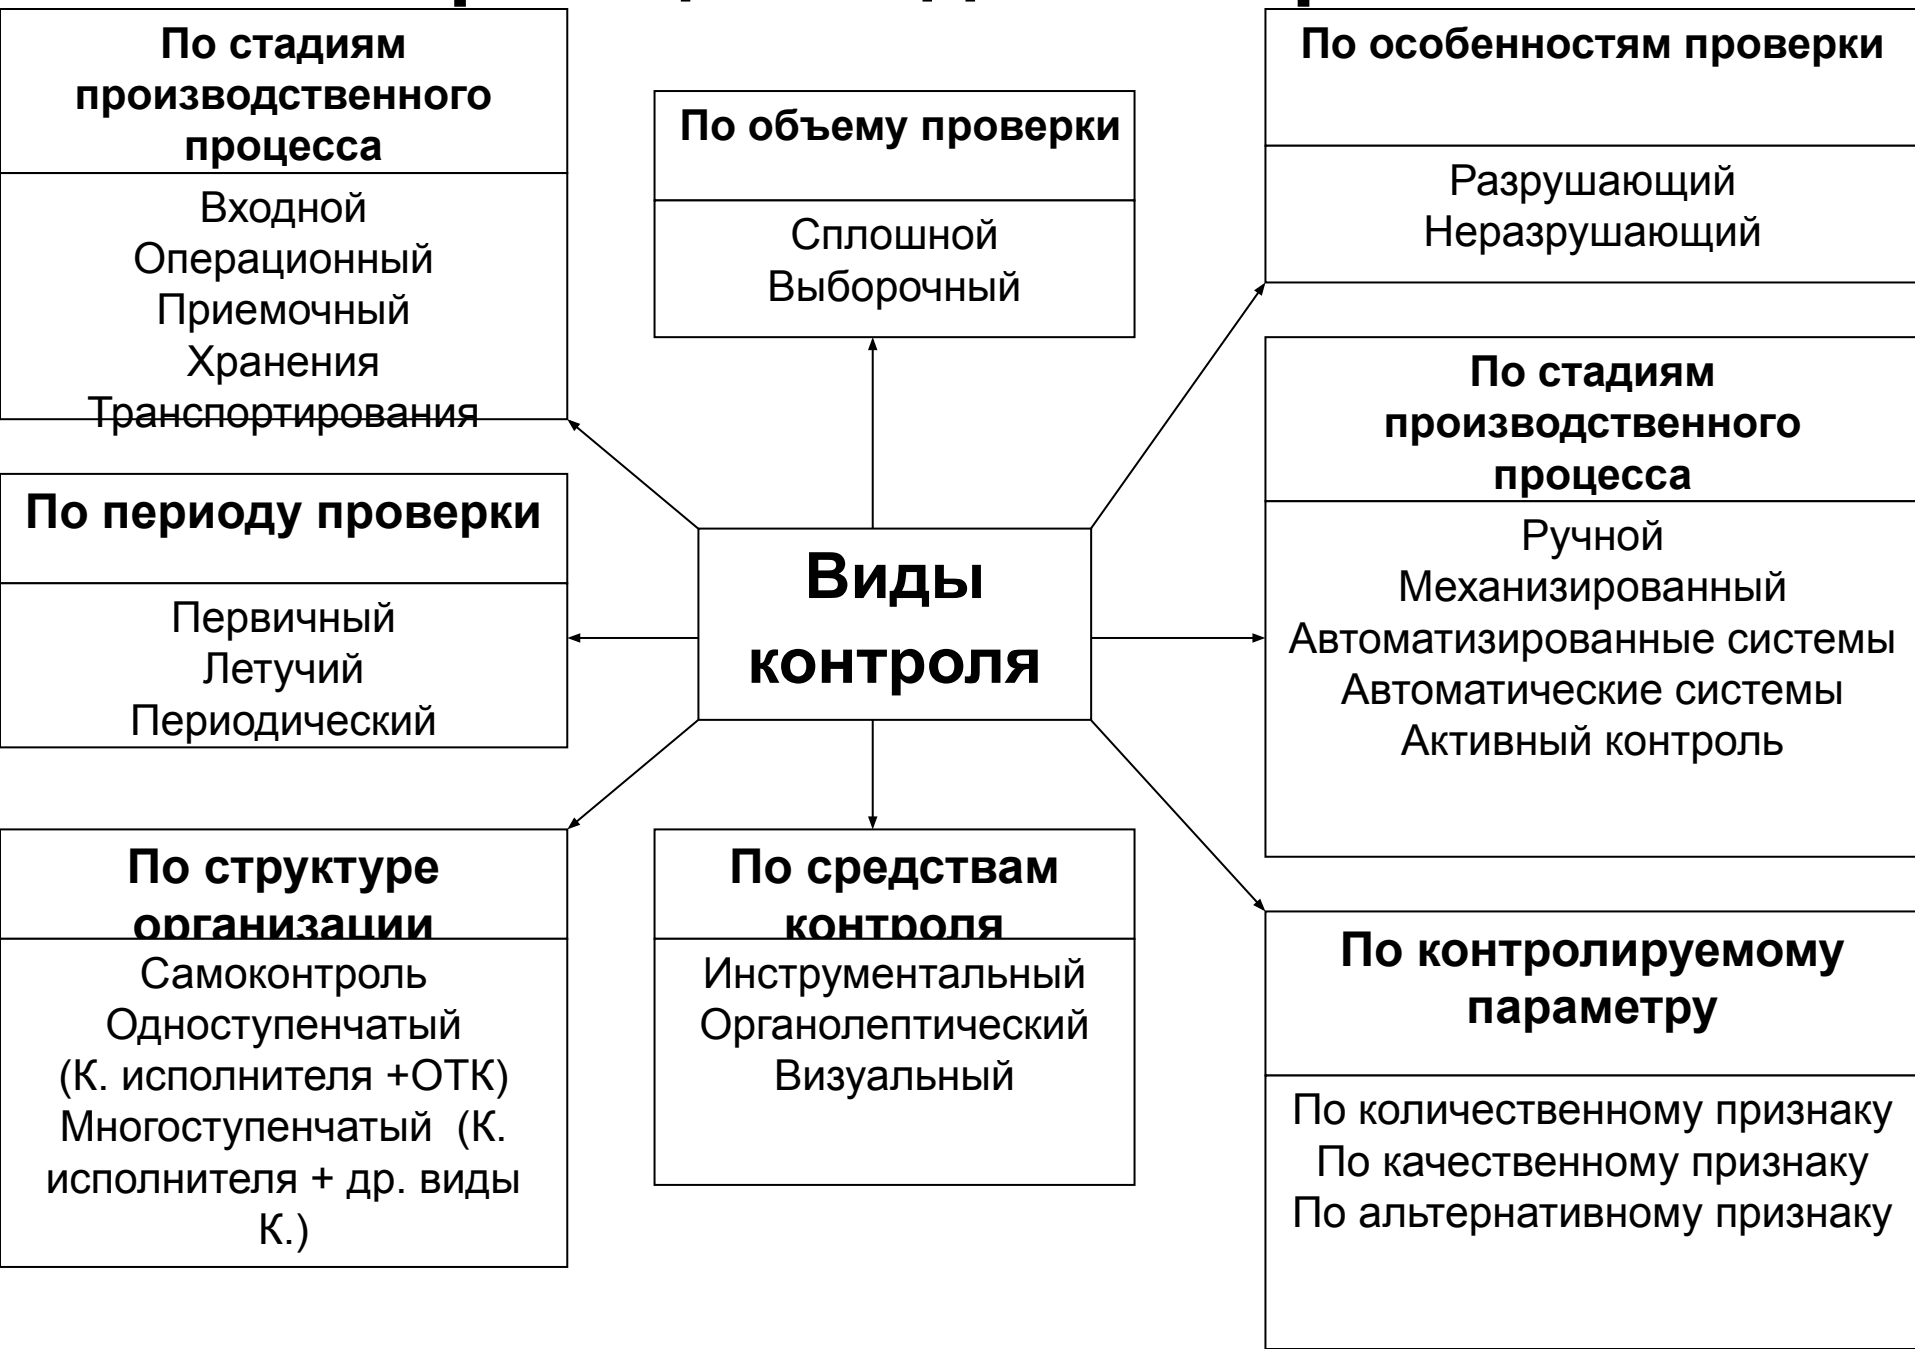 По стадиям
производственного
процесса
Входной
Операционный
Приемочный
Хранения
Транспортирования
По объему проверки
Сплошной
Выборочный
По особенностям проверки
Разрушающий
Неразрушающий
По стадиям
производственного
процесса
Ручной
Механизированный
Автоматизированные системы
Автоматические системы
Активный контроль
По периоду проверки
Первичный
Летучий
Периодический
Виды
контроля
По структуре
организации
Самоконтроль
Одноступенчатый
(К. исполнителя +ОТК)
Многоступенчатый (К.
исполнителя + др. виды
К.)
По средствам
контроля
Инструментальный
Органолептический
Визуальный
По контролируемому
параметру
По количественному признаку
По качественному признаку
По альтернативному признаку